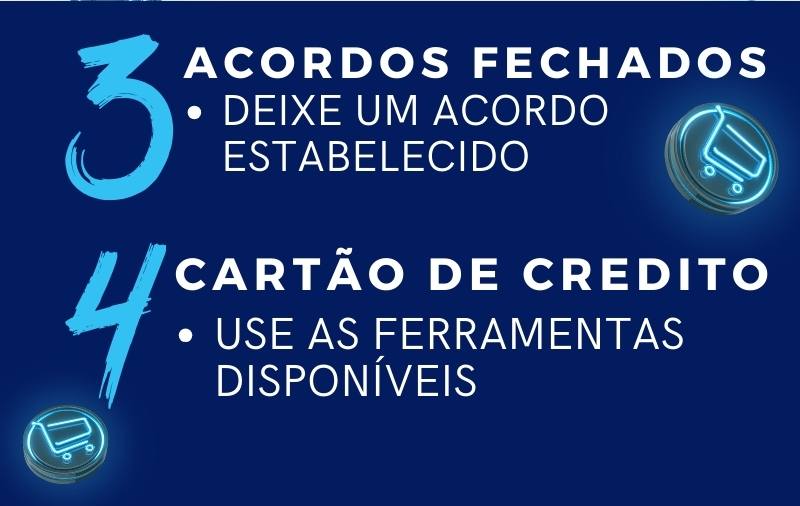 3 ACORDOS FECHADOS
• DEIXE UM ACORDO
ESTABELECIDO
4 CARTÃO DE CREDITO
• USE AS FERRAMENTAS
DISPONÍVEIS